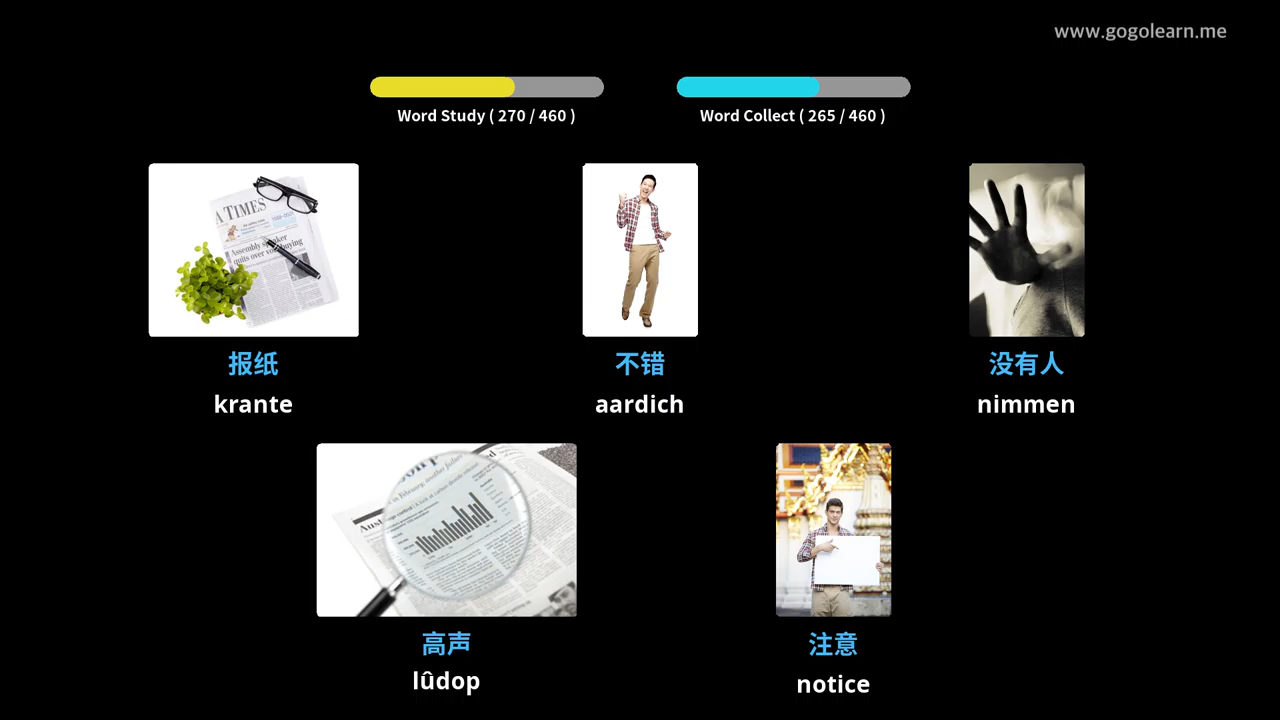 www.gogolearn.me
Word Study ( 270 / 460 )
Word Collect ( 265 / 460 )
A TIMES
报纸
krante
不错
aardich
没有人
nimmen
高声
lûdop
注意
notice